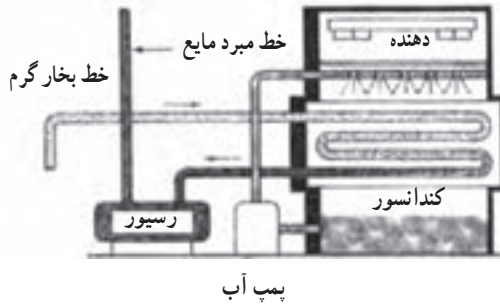 دهنده
خط مبرد مایع
خط بخار گرم
کندانسور
رسیور
پمپ آب